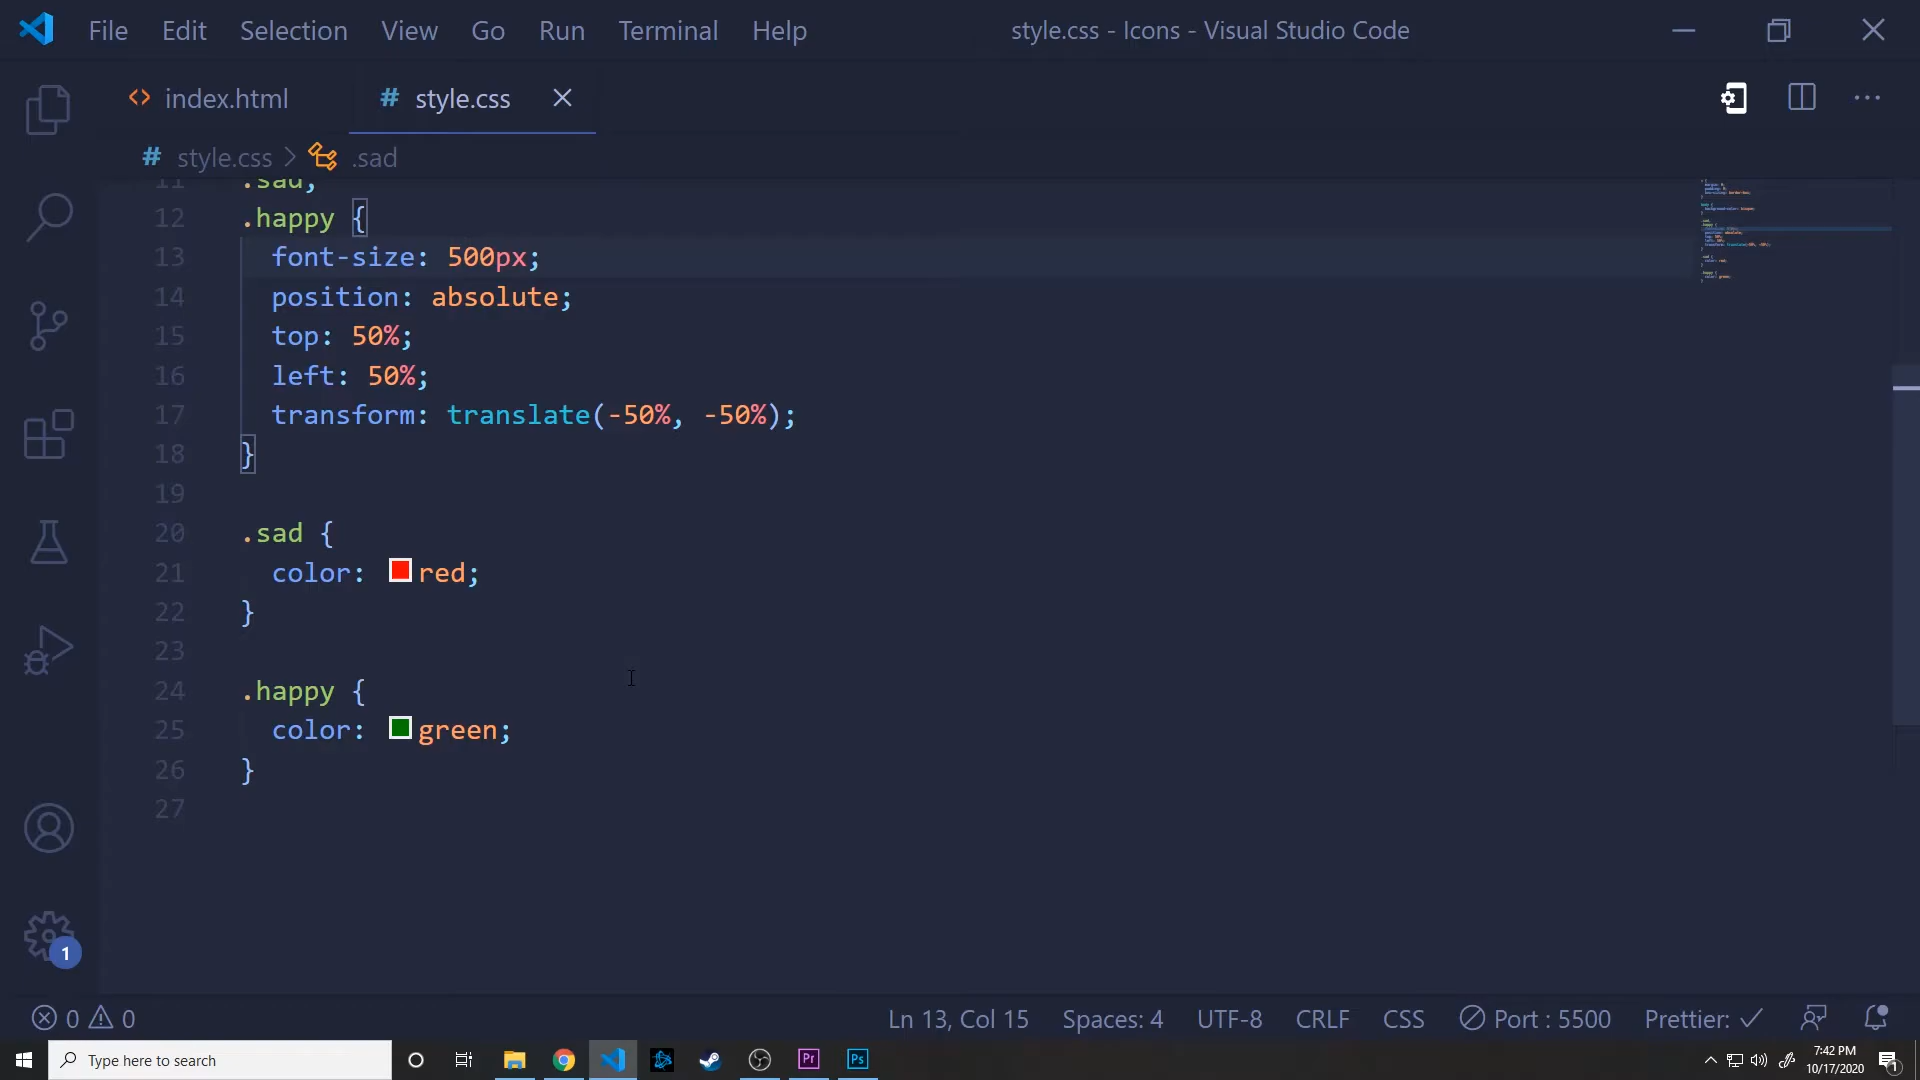 File Edit Selection View Go Run Terminal Help style.css - Icons - Visual Studio Code
index.html # style.css
# style.css > .sad
11 .sad,
12 .happy {
13 font-size: 500px;
14 position: absolute;
15 top: 50%;
16 left: 50%;
17 transform: translate(-50%, -50%);
18 }
19
20 .sad {
21 color: red;
22 }
23
24 .happy {
25 color: green;
26 }
27
1
0 0 Ln 13, Col 15 Spaces: 4 UTF-8 CRLF CSS Port : 5500 Prettier: ✓
Type here to search Pr Ps 7:42 PM
10/17/2020 1